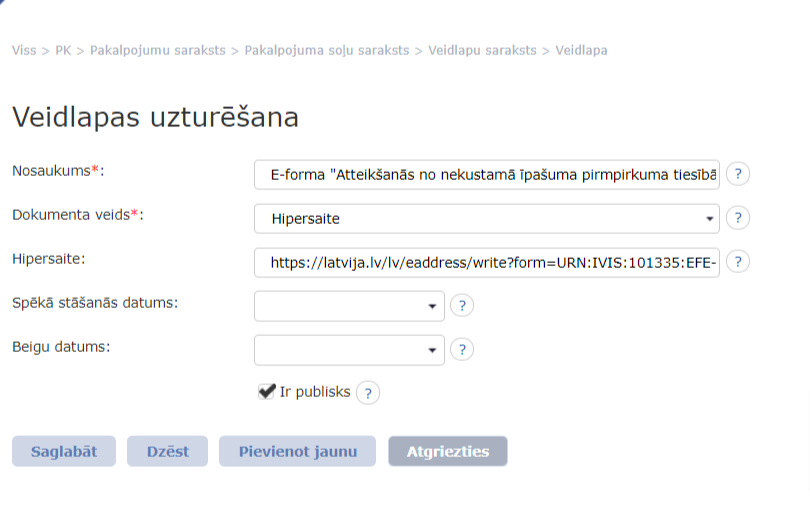 Viss > PK > Pakalpojumu saraksts > Pakalpojuma soļu saraksts > Veidlapu saraksts > Veidlapa
Veidlapas uzturēšana
Nosaukums*: E-forma "Atteikšanās no nekustamā īpašuma pirmpirkuma tiesībā ?
Dokumenta veids*: Hipersaite ?
Hipersaite: https://latvija.lv/lv/eaddress/write?form=URN:IVIS:101335:EFE- ?
Spēkā stāšanās datums: ?
Beigu datums: ?
Ir publisks ?
Saglabāt Dzēst Pievienot jaunu Atgriezties